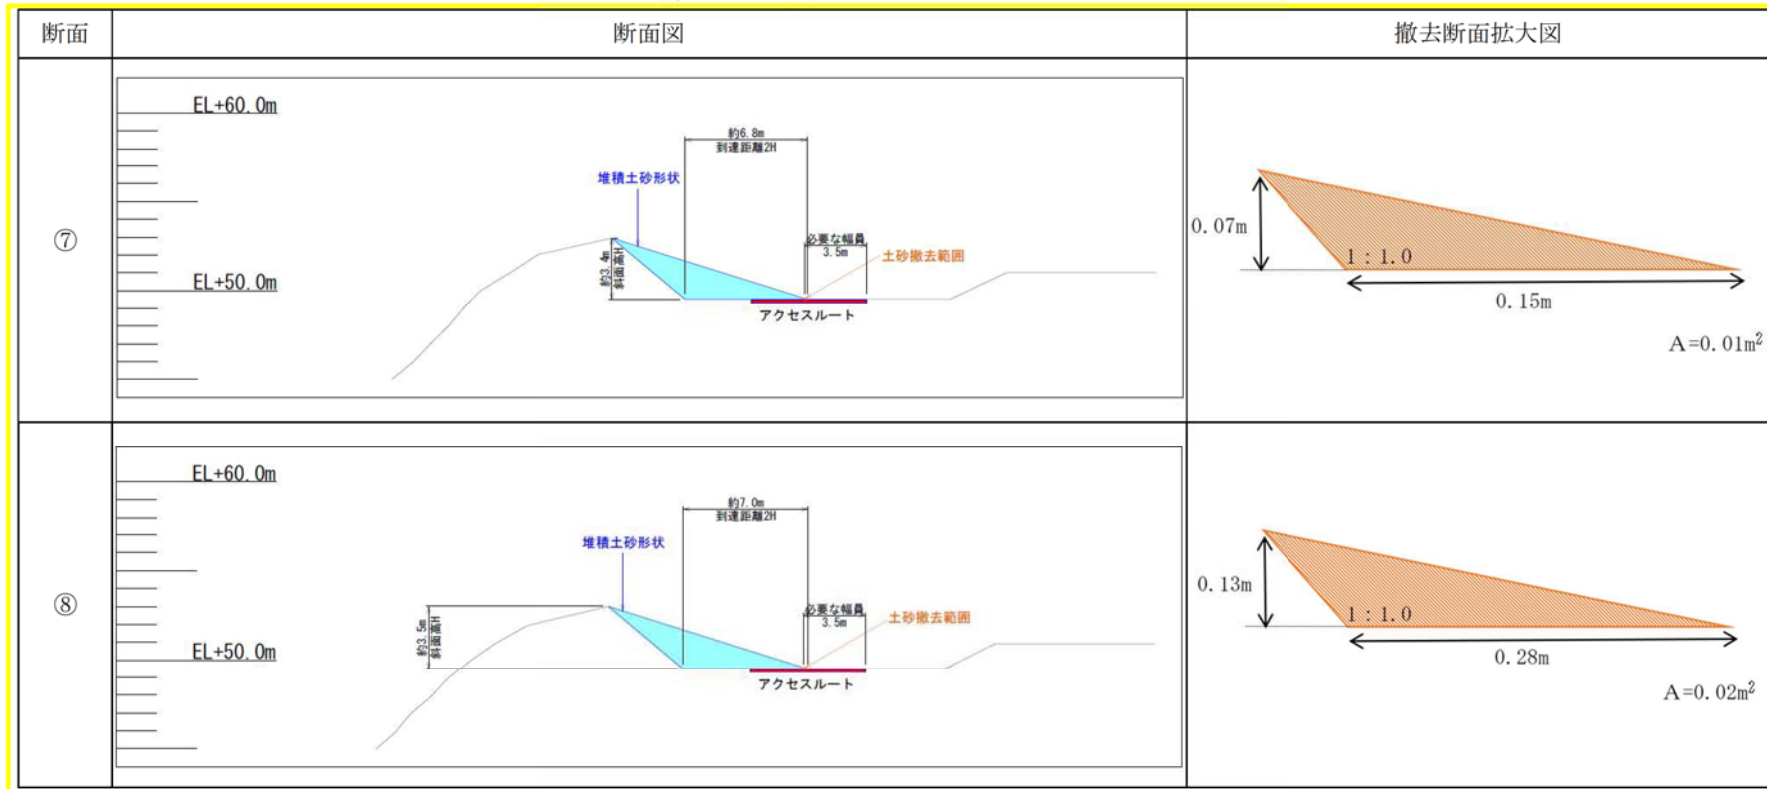 断面
断面図
撤去断面拡大図
⑦
EL+60.0m
EL+50.0m
約6.8m
到達距離2H
堆積土砂形状
約3.4m
斜面高H
必要な幅員
3.5m
土砂撤去範囲
アクセスルート
0.07m
1:1.0
0.15m
A=0.01m²
⑧
EL+60.0m
EL+50.0m
約7.0m
到達距離2H
堆積土砂形状
約3.5m
斜面高H
必要な幅員
3.5m
土砂撤去範囲
アクセスルート
0.13m
1:1.0
0.28m
A=0.02m²